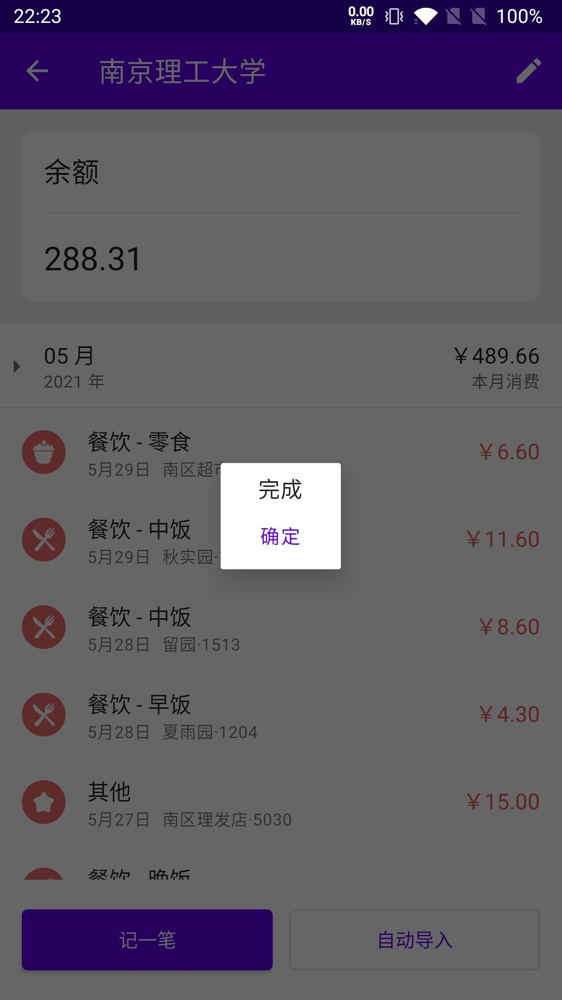 22:23
0.00
KB/S
100%
南京理工大学
余额
288.31
05 月
￥489.66
2021 年
本月消费
餐饮 - 零食
￥6.60
5月29日 南区超
完成
确定
餐饮 - 中饭
￥11.60
5月29日 秋实园·
餐饮 - 中饭
￥8.60
5月28日 留园·1513
餐饮 - 早饭
￥4.30
5月28日 夏雨园·1204
其他
￥15.00
5月27日 南区理发店·5030
餐饮 - 晚饭
记一笔
自动导入